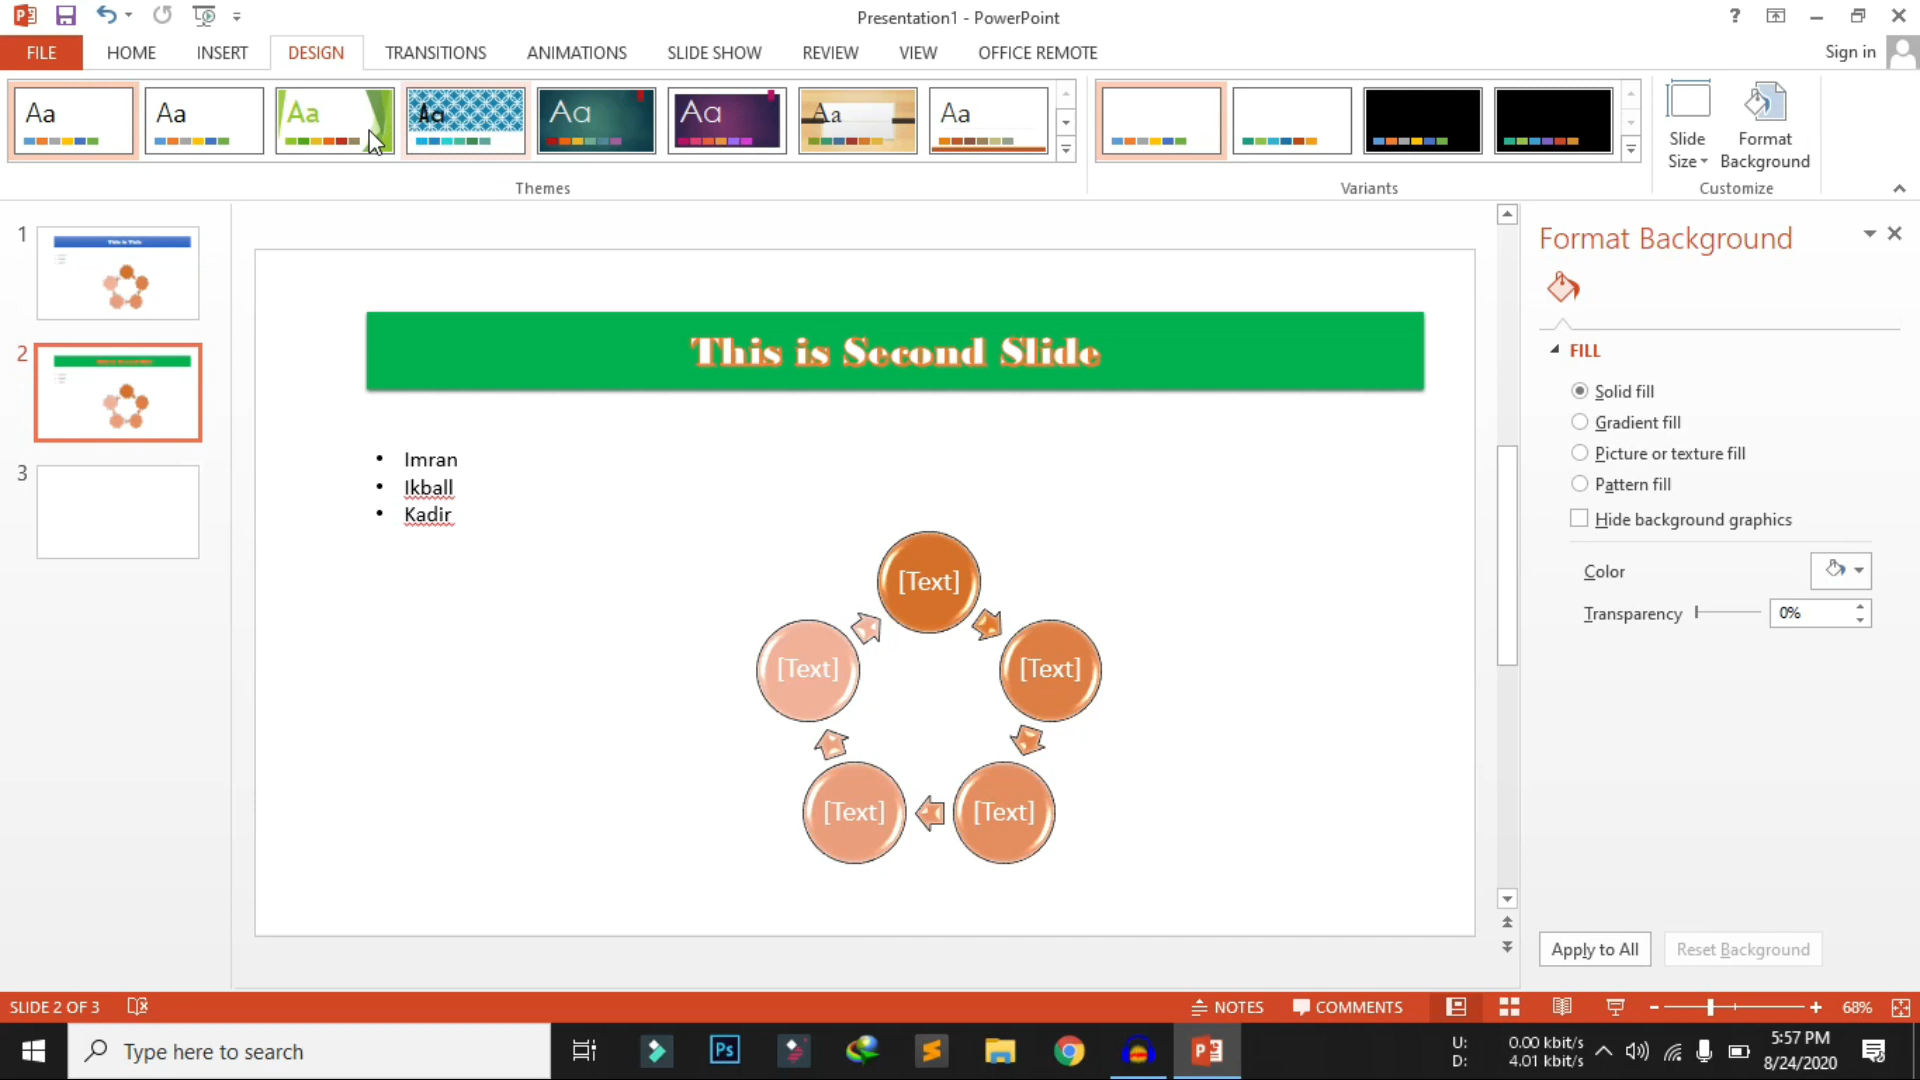 Presentation1 - PowerPoint
?
FILE
HOME
INSERT
DESIGN
TRANSITIONS
ANIMATIONS
SLIDE SHOW
REVIEW
VIEW
OFFICE REMOTE
Sign in
Aa
Aa
Aa
Aa
Aa
Aa
Aa
Aa
Slide
Size
Format
Background
Themes
Variants
Customize
1
This is Title
2
3
This is Second Slide
• Imran
• Ikball
• Kadir
[Text]
[Text]
[Text]
[Text]
[Text]
Format Background
FILL
Solid fill
Gradient fill
Picture or texture fill
Pattern fill
Hide background graphics
Color
Transparency
0%
Apply to All
Reset Background
SLIDE 2 OF 3
NOTES
COMMENTS
68%
Type here to search
Ps
U: 0.00 kbit/s
D: 4.01 kbit/s
5:57 PM
8/24/2020